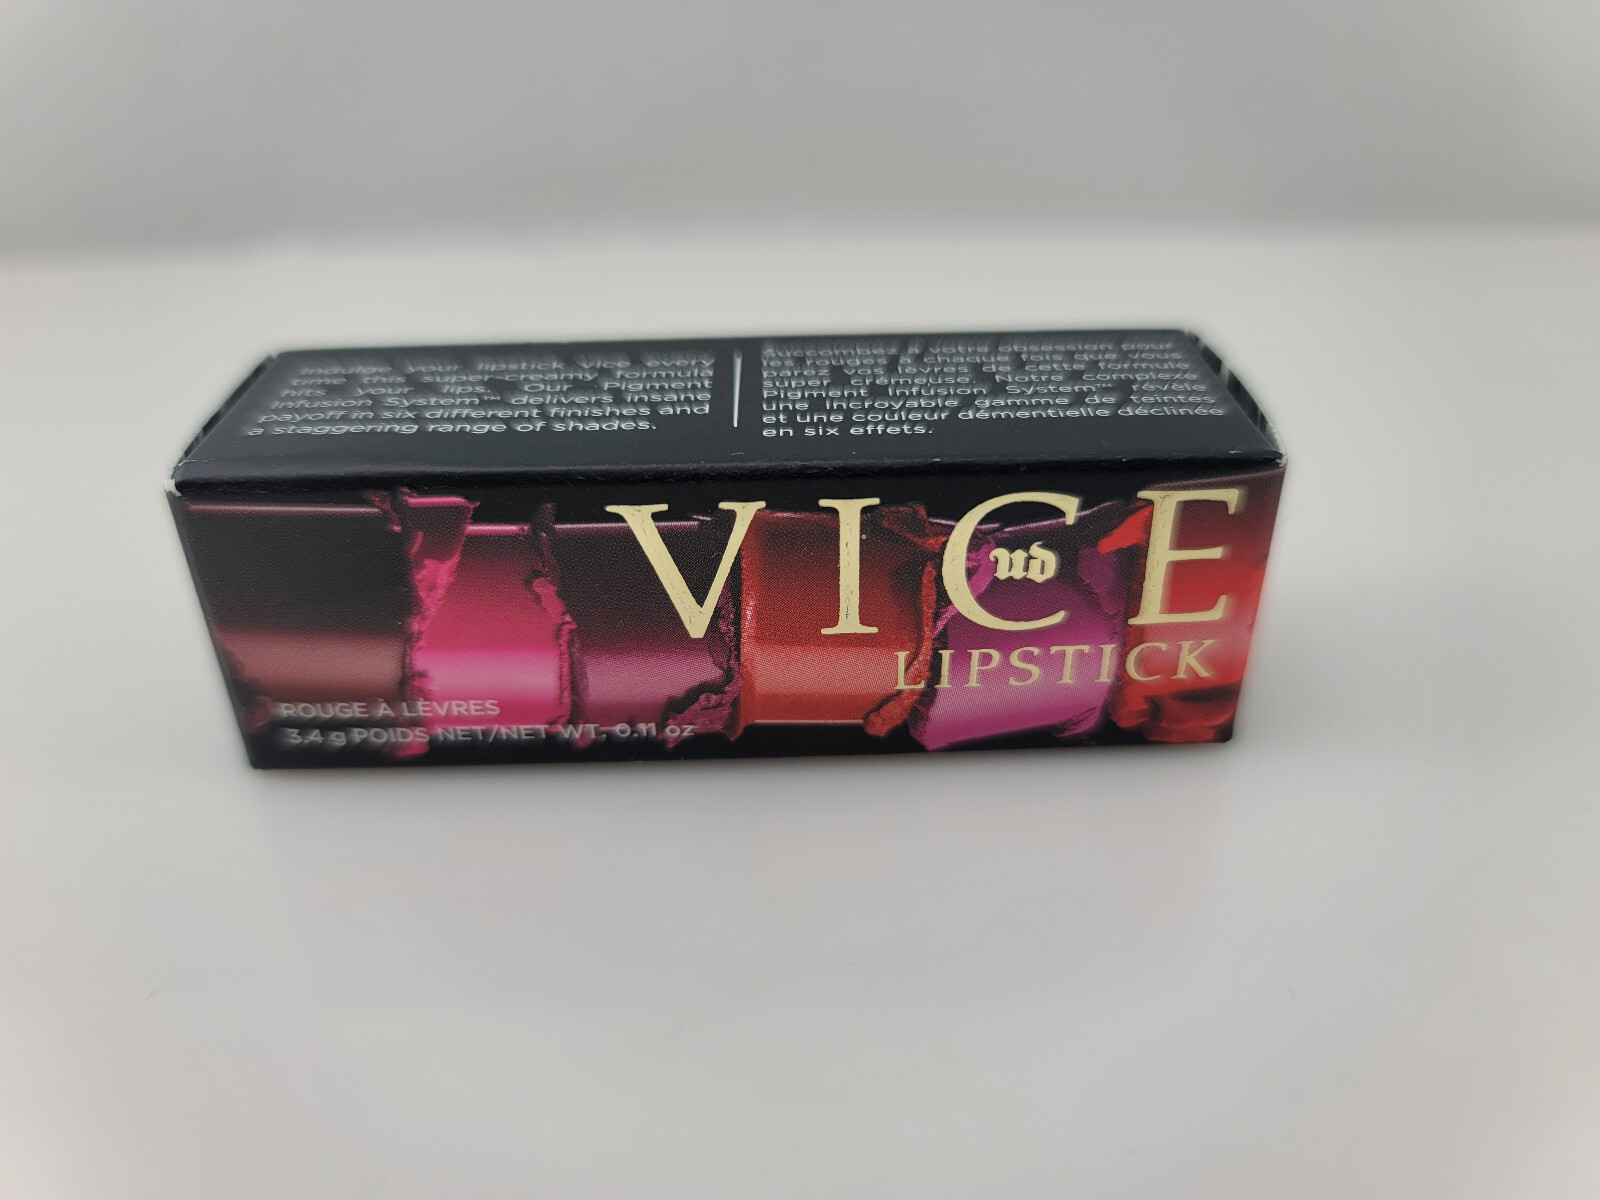 Indulge your lipstick vice every
time this super-creamy formula
hits your lips. Our Pigment
Infusion System™ delivers insane
payoff in six different finishes and
a staggering range of shades.
Succombez à votre obsession pour
les rouges à chaque fois que vous
parez vos lèvres de cette formule
super crémeuse. Notre complexe
Pigment Infusion System™ révèle
une incroyable gamme de teintes
et une couleur démentielle déclinée
en six effets.
VICE
UD
LIPSTICK
ROUGE À LÈVRES
3.4 g POIDS NET/NET WT. 0.11 oz